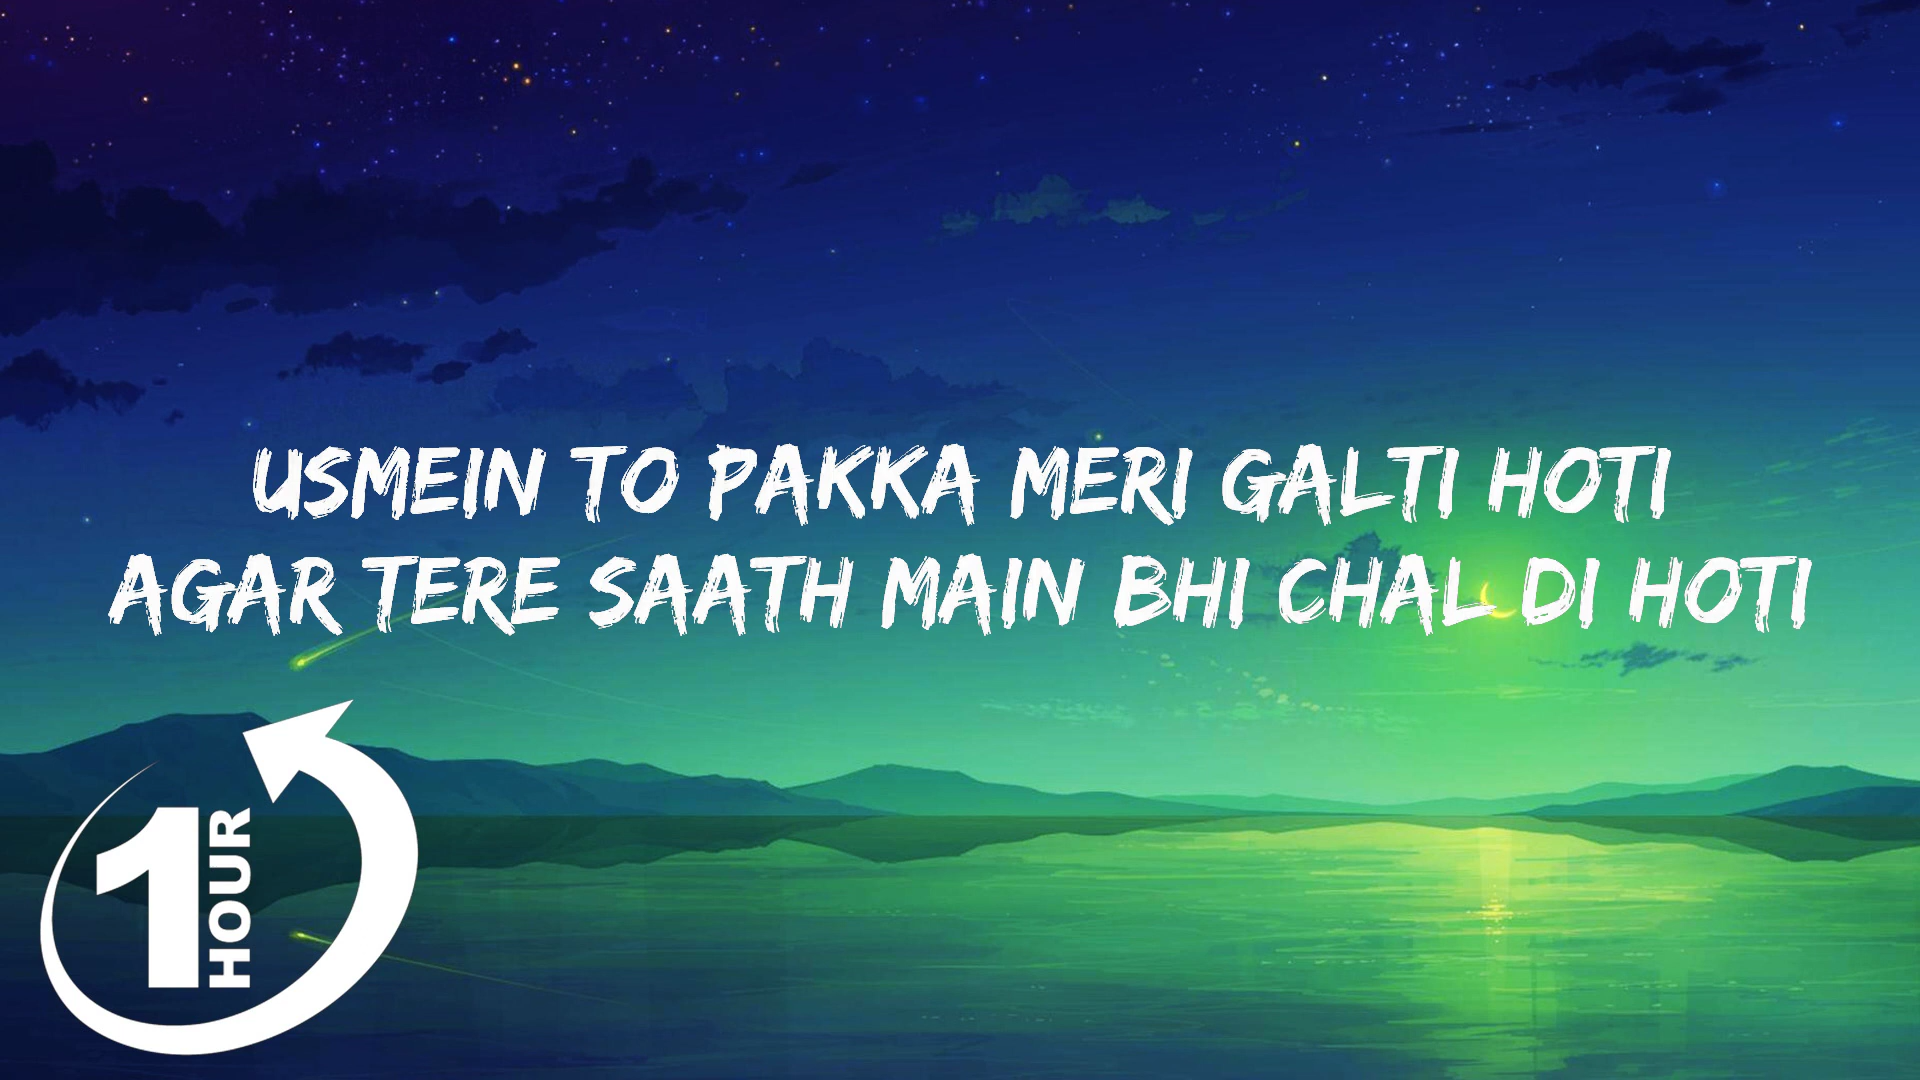 USMEIN TO PAKKA MERI GALTI HOTI
AGAR TERE SAATH MAIN BHI CHAL DI HOTI
1 HOUR